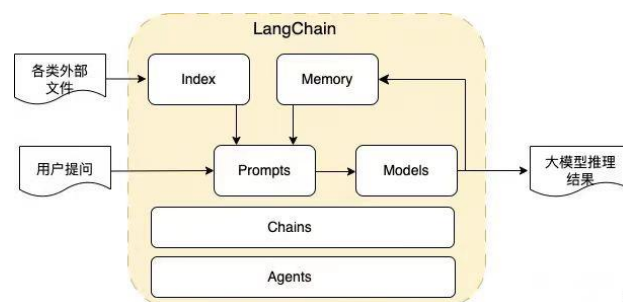 LangChain
各类外部
文件
Index
Memory
用户提问
Prompts
Models
大模型推理
结果
Chains
Agents